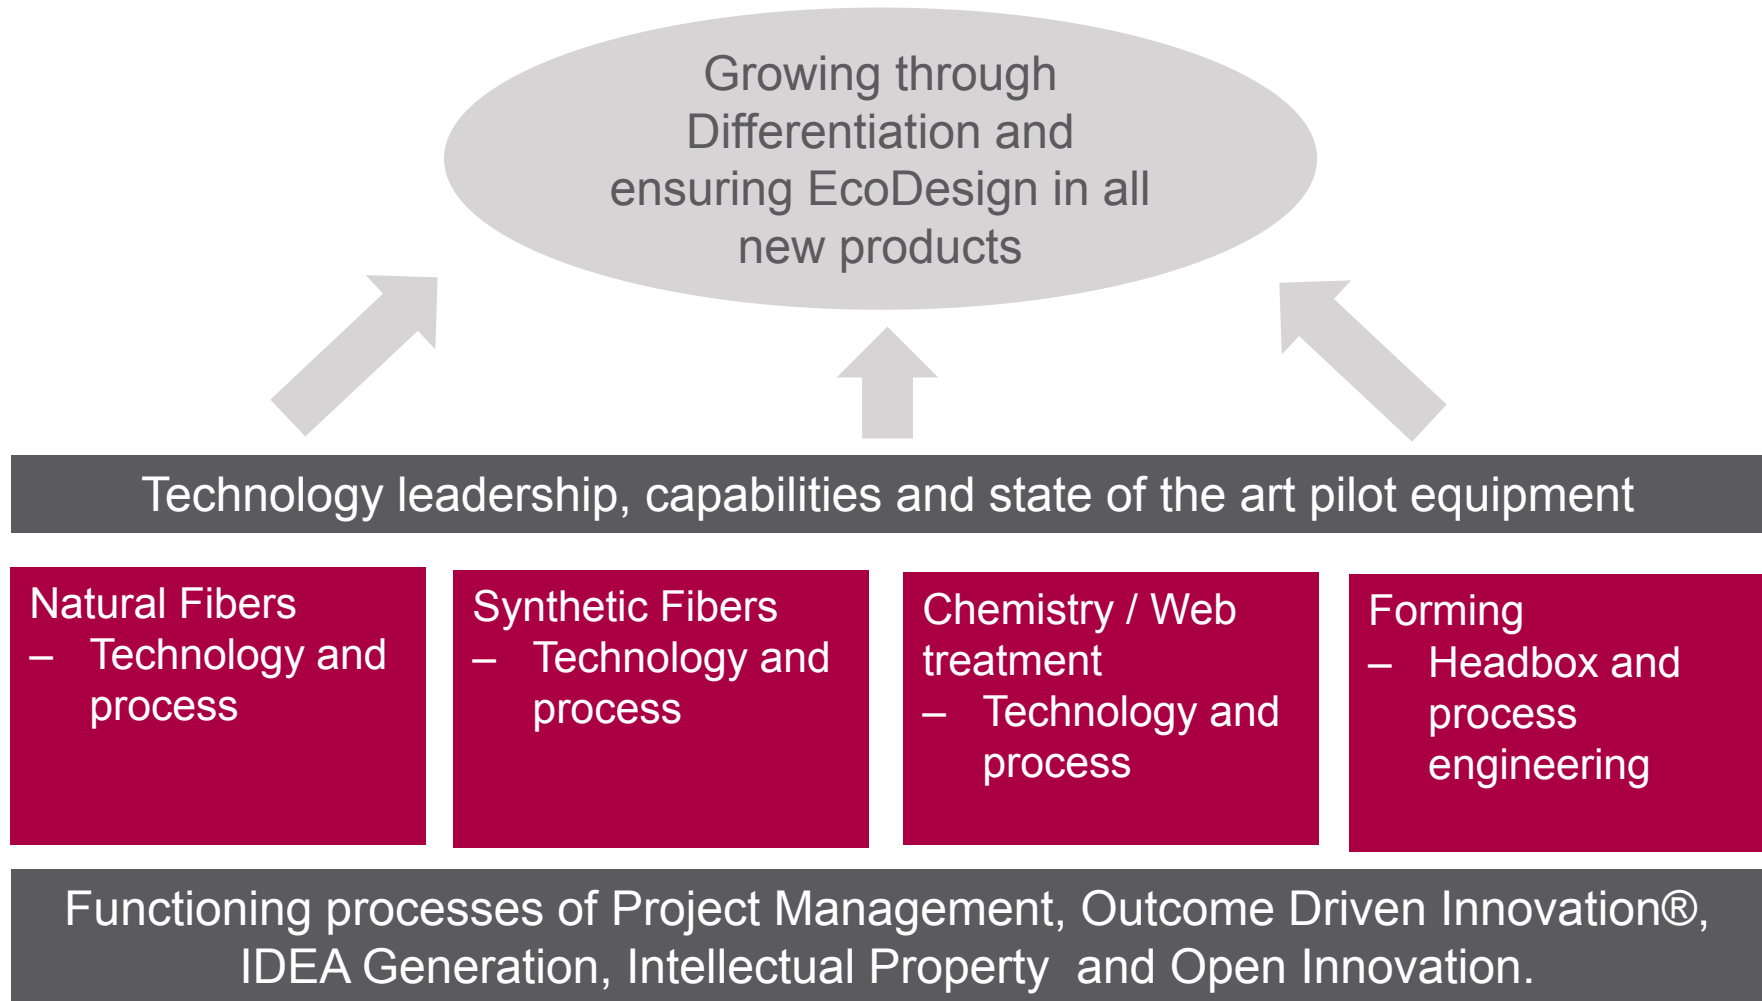 Growing through
Differentiation and
ensuring EcoDesign in all
new products
Technology leadership, capabilities and state of the art pilot equipment
Natural Fibers
– Technology and
process
Synthetic Fibers
– Technology and
process
Chemistry / Web
treatment
– Technology and
process
Forming
– Headbox and
process
engineering
Functioning processes of Project Management, Outcome Driven Innovation®,
IDEA Generation, Intellectual Property and Open Innovation.